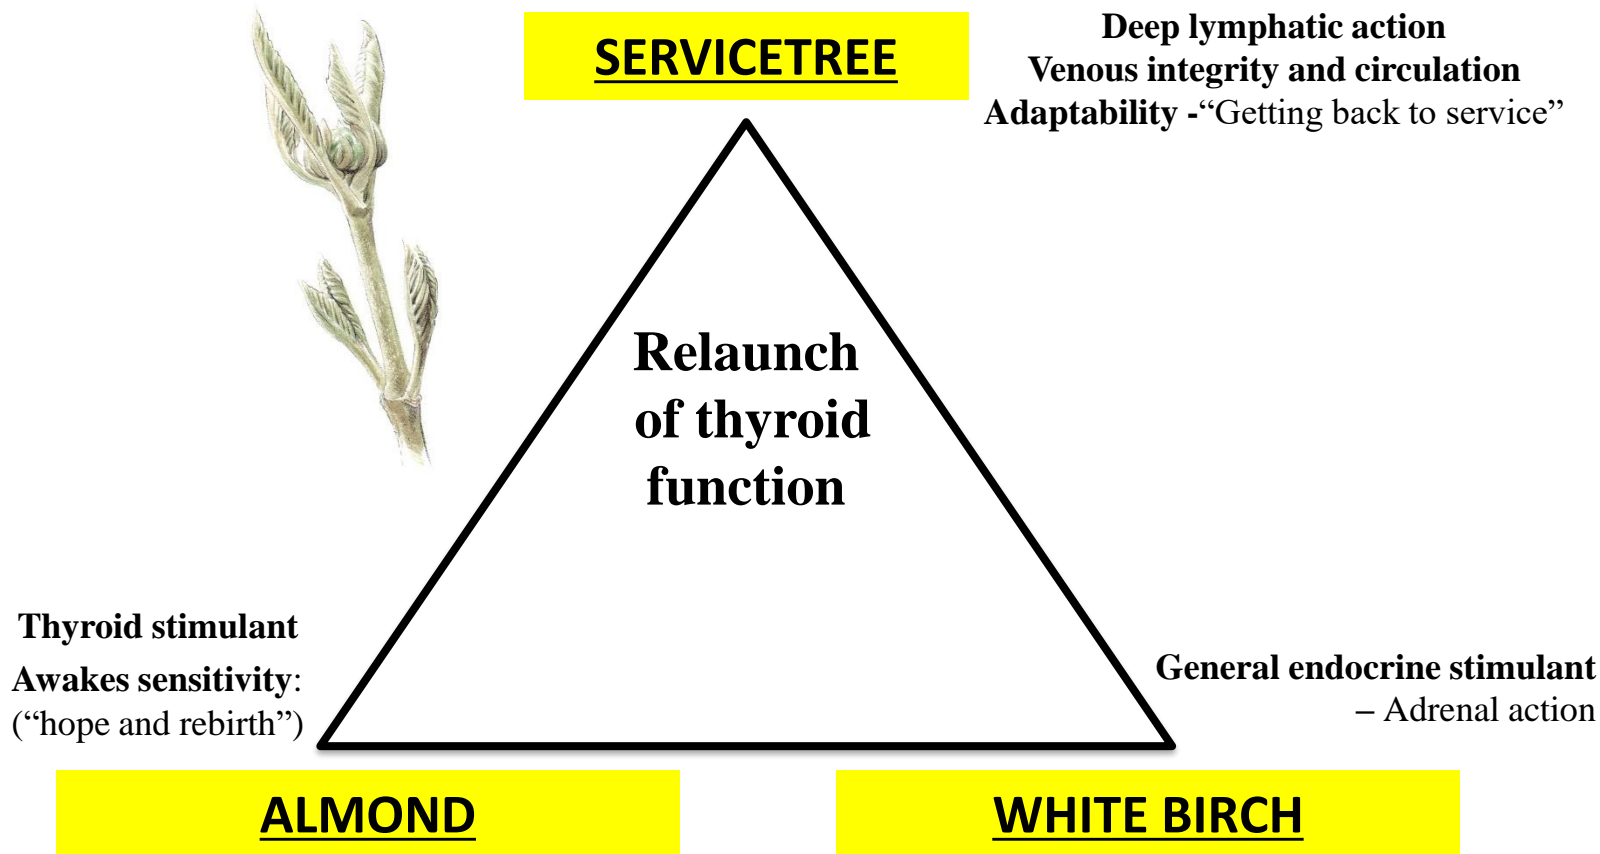 SERVICETREE
Deep lymphatic action
Venous integrity and circulation
Adaptability -“Getting back to service”
Relaunch
of thyroid
function
Thyroid stimulant
Awakes sensitivity:
(“hope and rebirth”)
General endocrine stimulant
– Adrenal action
ALMOND
WHITE BIRCH